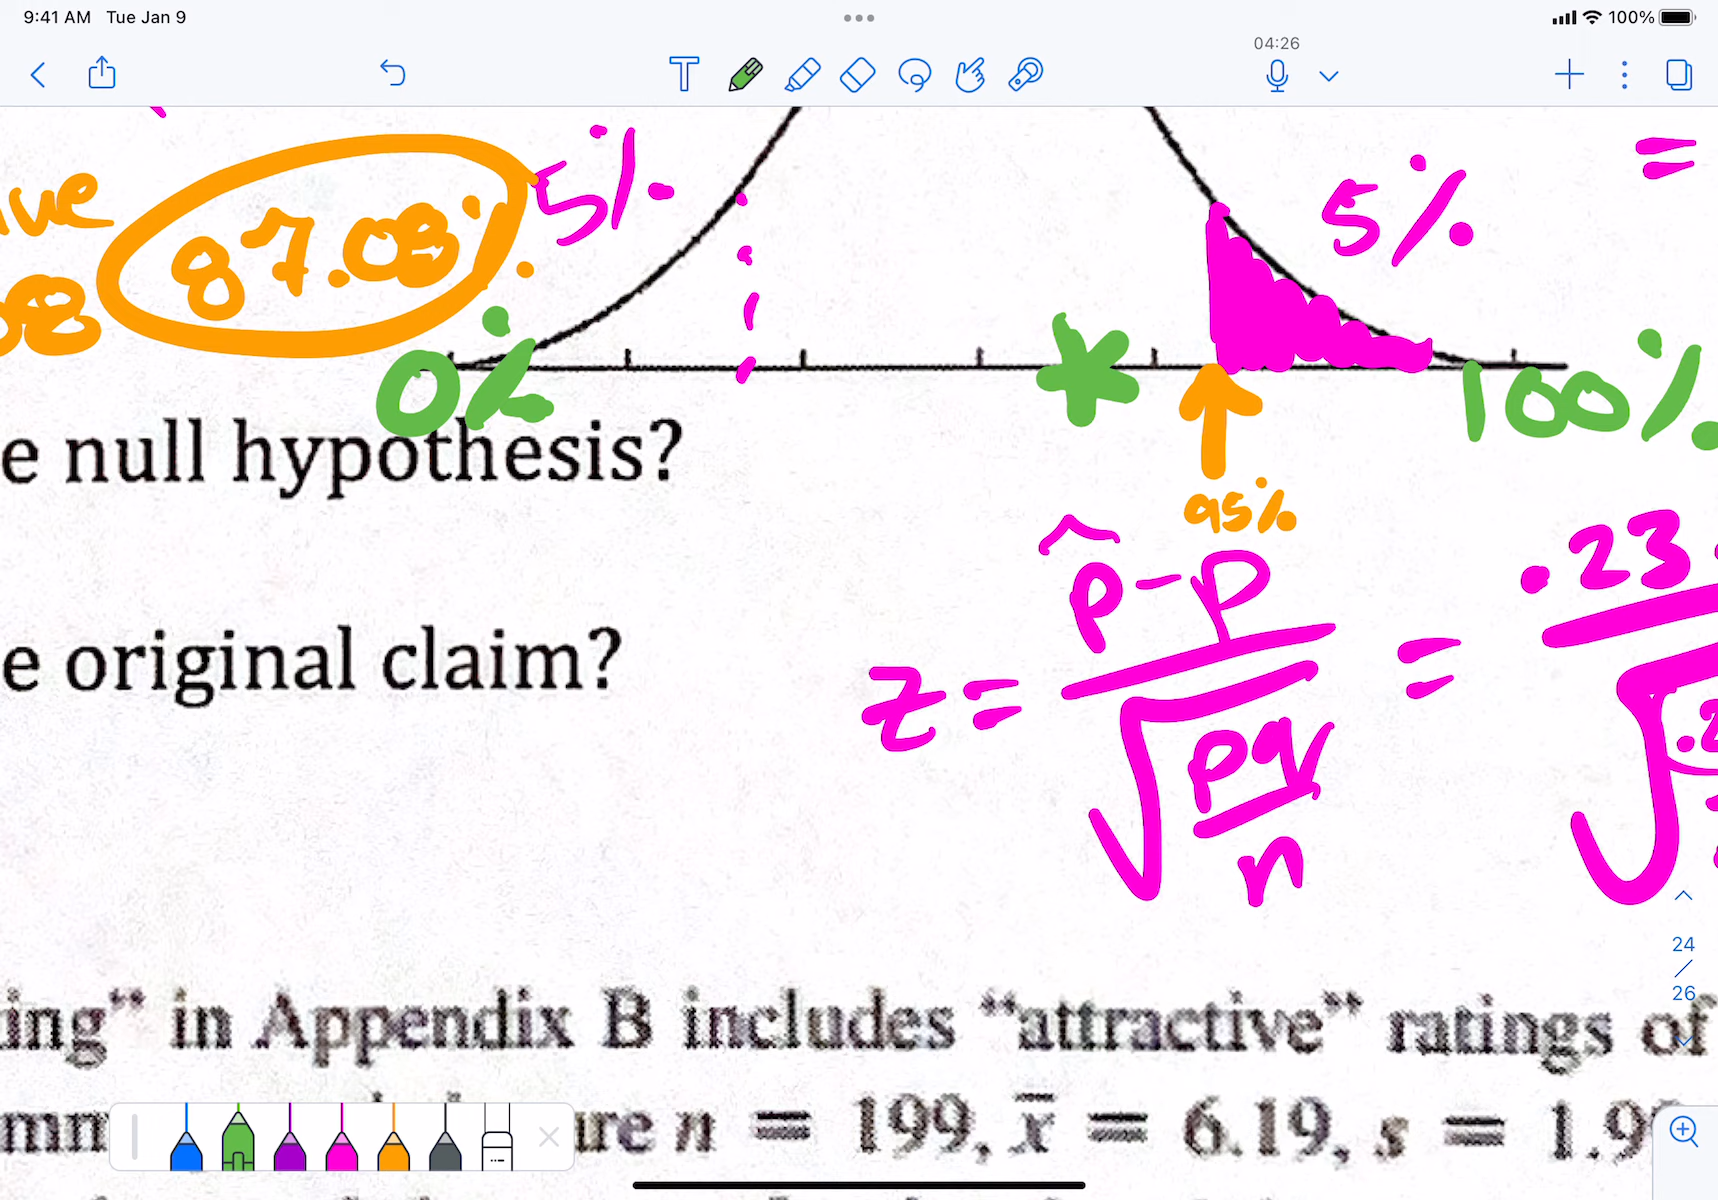 9:41 AM Tue Jan 9
100%
04:26
87.08%
5%
5%
=
0%
*
100%
e null hypothesis?
95%
z = p̂ - p / √ pq / n = .23
e original claim?
24
/
26
ing" in Appendix B includes "attractive" ratings of
ure n = 199, x̄ = 6.19, s = 1.9